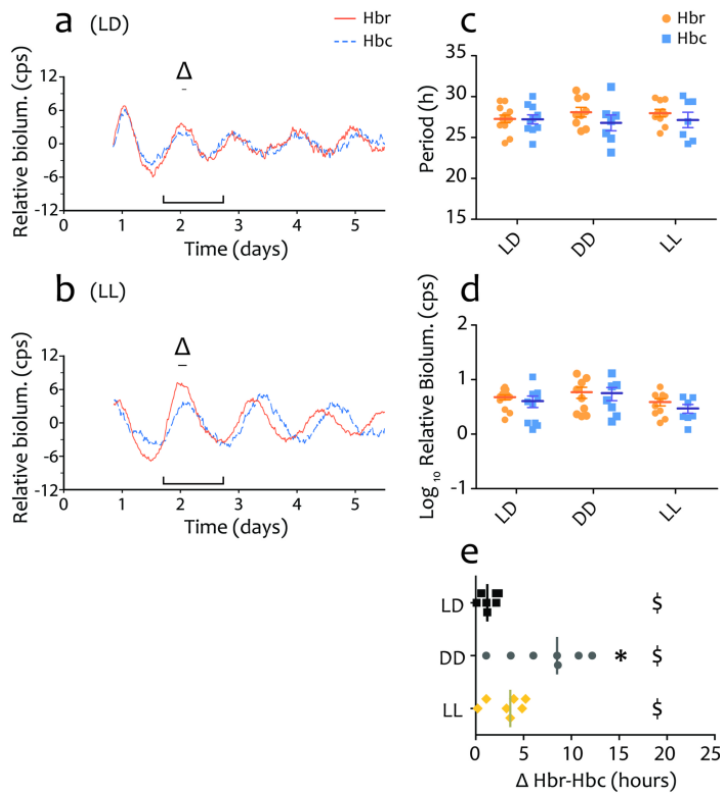 a (LD)
Hbr
Hbc
Δ
Relative biolum. (cps)
12
6
0
-6
-12
0 1 2 3 4 5
Time (days)
b (LL)
Δ
Relative biolum. (cps)
12
6
0
-6
-12
0 1 2 3 4 5
Time (days)
c
Hbr
Hbc
Period (h)
35
30
25
20
15
LD DD LL
d
Log 10 Relative Biolum. (cps)
2
1
0
-1
LD DD LL
e
LD $
DD * $
LL $
0 5 10 15 20 25
Δ Hbr-Hbc (hours)